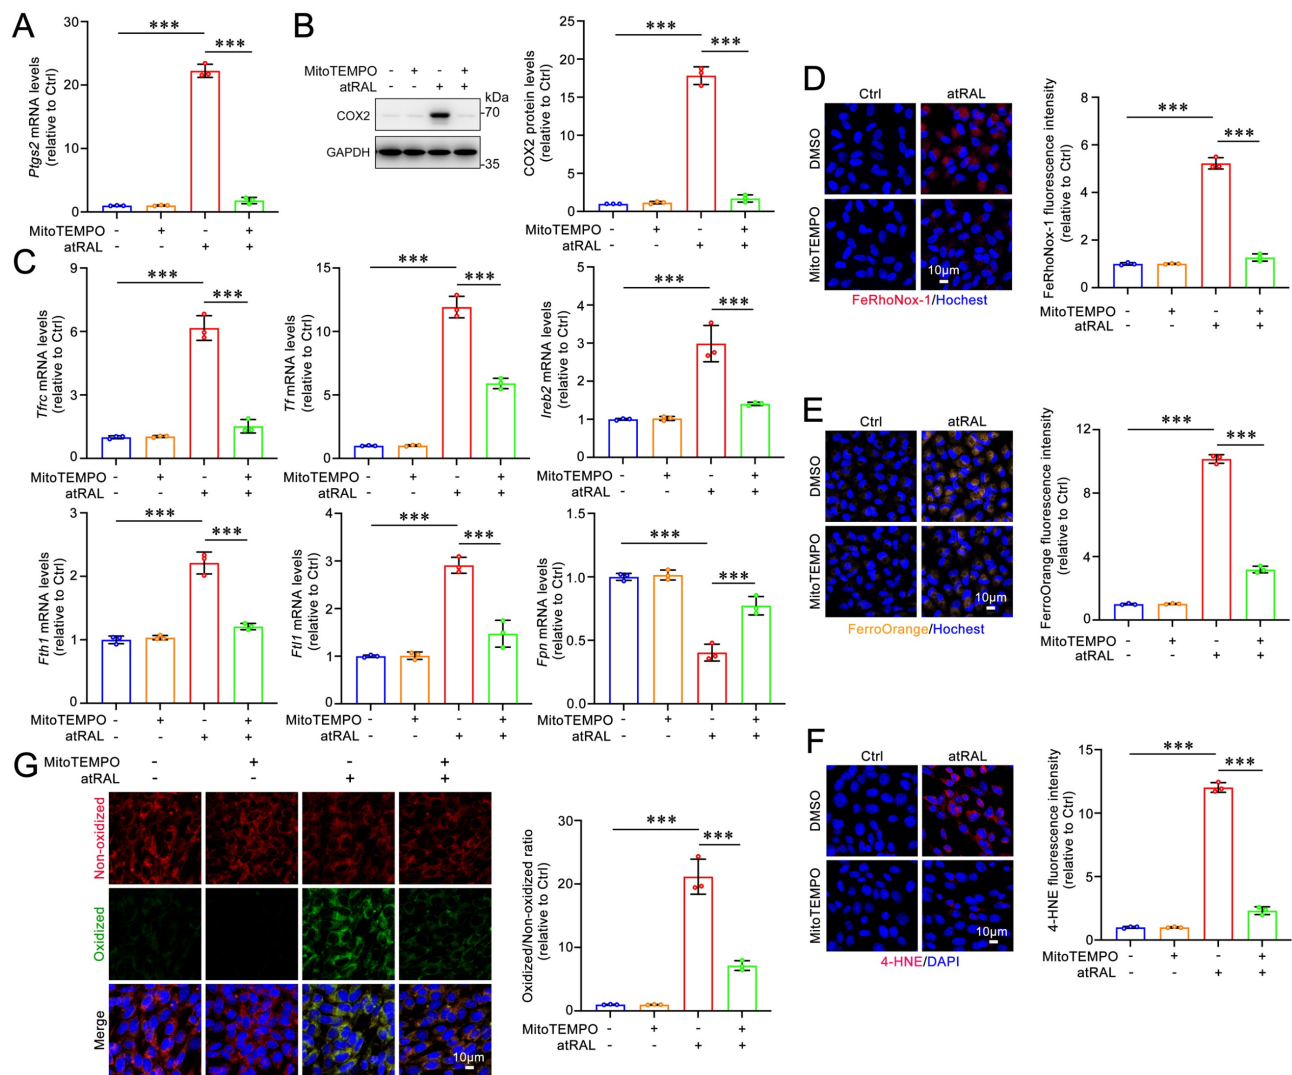 A
Ptgs2 mRNA levels
(relative to Ctrl)
30
20
10
0
***
***
MitoTEMPO - + - +
atRAL - - + +
B
MitoTEMPO - + - +
atRAL - - + +
kDa
COX2
-70
GAPDH
-35
COX2 protein levels
(relative to Ctrl)
25
20
15
10
5
0
***
***
MitoTEMPO - + - +
atRAL - - + +
C
Tfrc mRNA levels
(relative to Ctrl)
9
6
3
0
***
***
MitoTEMPO - + - +
atRAL - - + +
Tf mRNA levels
(relative to Ctrl)
15
10
5
0
***
***
MitoTEMPO - + - +
atRAL - - + +
Ireb2 mRNA levels
(relative to Ctrl)
5
4
3
2
1
0
***
***
MitoTEMPO - + - +
atRAL - - + +
Fth1 mRNA levels
(relative to Ctrl)
3
2
1
0
***
***
MitoTEMPO - + - +
atRAL - - + +
Ftl1 mRNA levels
(relative to Ctrl)
4
3
2
1
0
***
***
MitoTEMPO - + - +
atRAL - - + +
Fpn mRNA levels
(relative to Ctrl)
1.5
1.0
0.5
0.0
***
***
MitoTEMPO - + - +
atRAL - - + +
D
Ctrl atRAL
DMSO
MitoTEMPO
10μm
FeRhoNox-1/Hochest
FeRhoNox-1 fluorescence intensity
(relative to Ctrl)
8
6
4
2
0
***
***
MitoTEMPO - + - +
atRAL - - + +
E
Ctrl atRAL
DMSO
MitoTEMPO
10μm
FerroOrange/Hochest
FerroOrange fluorescence intensity
(relative to Ctrl)
12
8
4
0
***
***
MitoTEMPO - + - +
atRAL - - + +
F
Ctrl atRAL
DMSO
MitoTEMPO
10μm
4-HNE/DAPI
4-HNE fluorescence intensity
(relative to Ctrl)
15
10
5
0
***
***
MitoTEMPO - + - +
atRAL - - + +
G
MitoTEMPO - + - +
atRAL - - + +
Non-oxidized
Oxidized
Merge
10μm
Oxidized/Non-oxidized ratio
(relative to Ctrl)
30
20
10
0
***
***
MitoTEMPO - + - +
atRAL - - + +